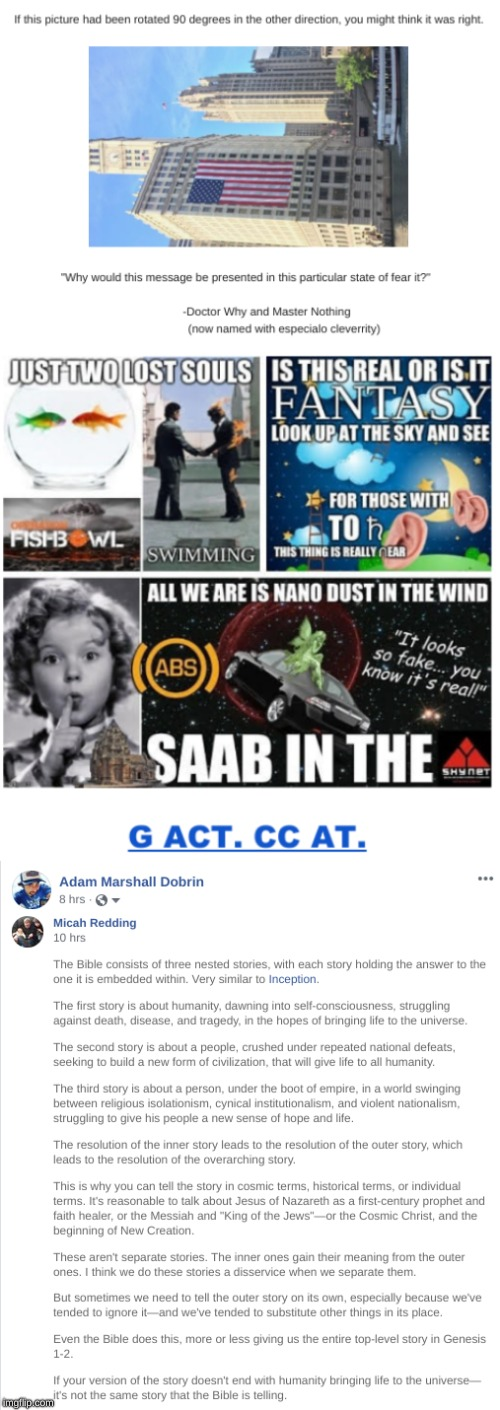 If this picture had been rotated 90 degrees in the other direction, you might think it was right.
"Why would this message be presented in this particular state of fear it?"
-Doctor Why and Master Nothing
(now named with especialo cleverrity)
JUST TWO LOST SOULS
FISHBOWL
SWIMMING
IS THIS REAL OR IS IT
FANTASY
LOOK UP AT THE SKY AND SEE
FOR THOSE WITH
TO ħ
THIS THING IS REALLY EAR
ALL WE ARE IS NANO DUST IN THE WIND
ABS
"It looks
so fake... you
know it's real!"
SAAB IN THE
SKYNET
G ACT. CC AT.
Adam Marshall Dobrin
8 hrs ·
Micah Redding
10 hrs
The Bible consists of three nested stories, with each story holding the answer to the
one it is embedded within. Very similar to Inception.
The first story is about humanity, dawning into self-consciousness, struggling
against death, disease, and tragedy, in the hopes of bringing life to the universe.
The second story is about a people, crushed under repeated national defeats,
seeking to build a new form of civilization, that will give life to all humanity.
The third story is about a person, under the boot of empire, in a world swinging
between religious isolationism, cynical institutionalism, and violent nationalism,
struggling to give his people a new sense of hope and life.
The resolution of the inner story leads to the resolution of the outer story, which
leads to the resolution of the overarching story.
This is why you can tell the story in cosmic terms, historical terms, or individual
terms. It's reasonable to talk about Jesus of Nazareth as a first-century prophet and
faith healer, or the Messiah and "King of the Jews"—or the Cosmic Christ, and the
beginning of New Creation.
These aren't separate stories. The inner ones gain their meaning from the outer
ones. I think we do these stories a disservice when we separate them.
But sometimes we need to tell the outer story on its own, especially because we've
tended to ignore it—and we've tended to substitute other things in its place.
Even the Bible does this, more or less giving us the entire top-level story in Genesis
1-2.
If your version of the story doesn't end with humanity bringing life to the universe—
it's not the same story that the Bible is telling.
imgflip.com